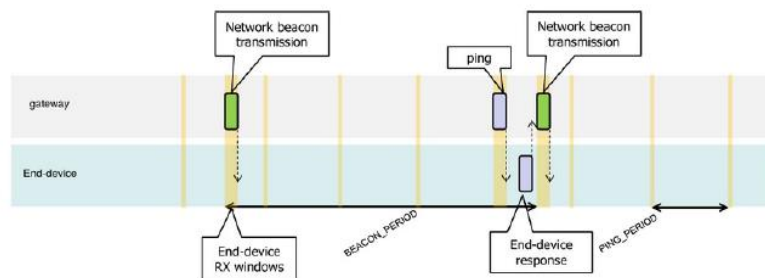 Network beacon
transmission
ping
Network beacon
transmission
gateway
End-device
End-device
RX windows
BEACON_PERIOD
End-device
response
PING_PERIOD